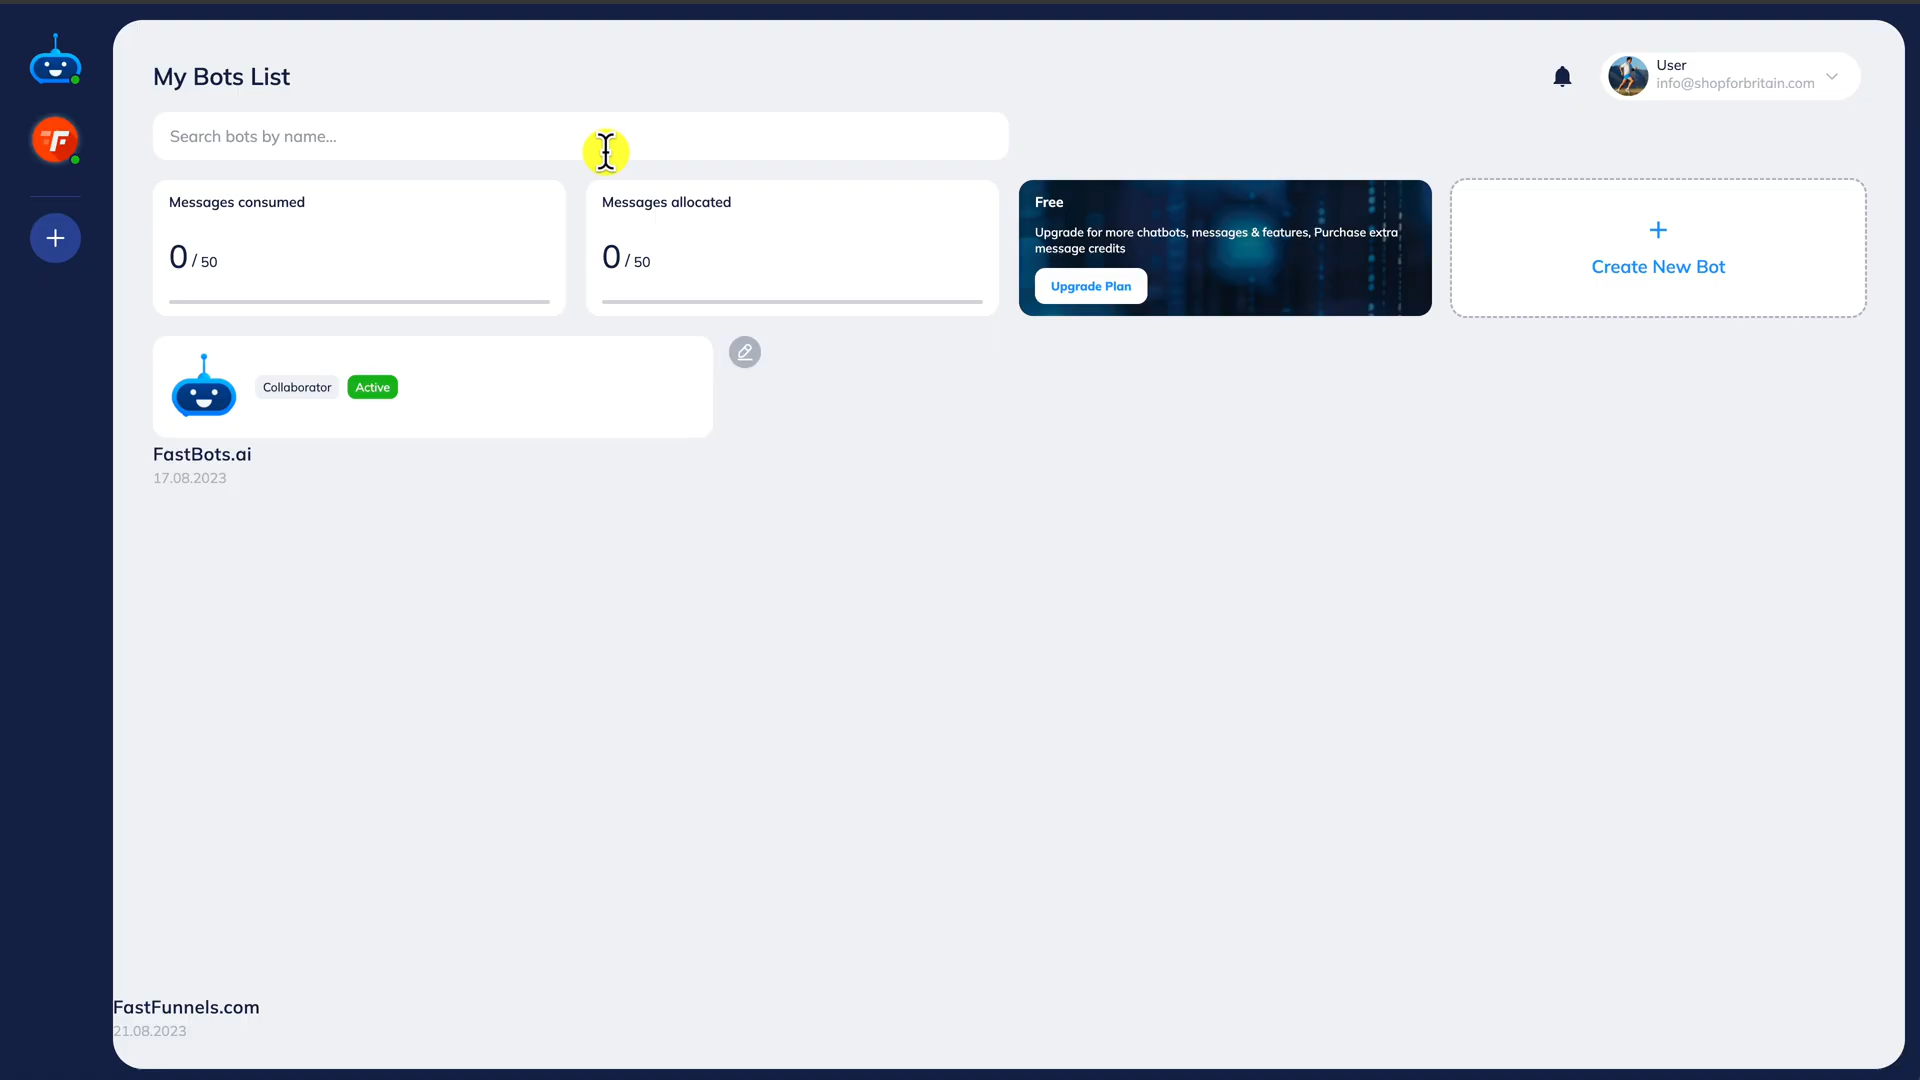 My Bots List
User
info@shopforbritain.com
Search bots by name...
Messages consumed
0 / 50
Messages allocated
0 / 50
Free
Upgrade for more chatbots, messages & features, Purchase extra
message credits
Upgrade Plan
+
Create New Bot
Collaborator
Active
FastBots.ai
17.08.2023
FastFunnels.com
21.08.2023